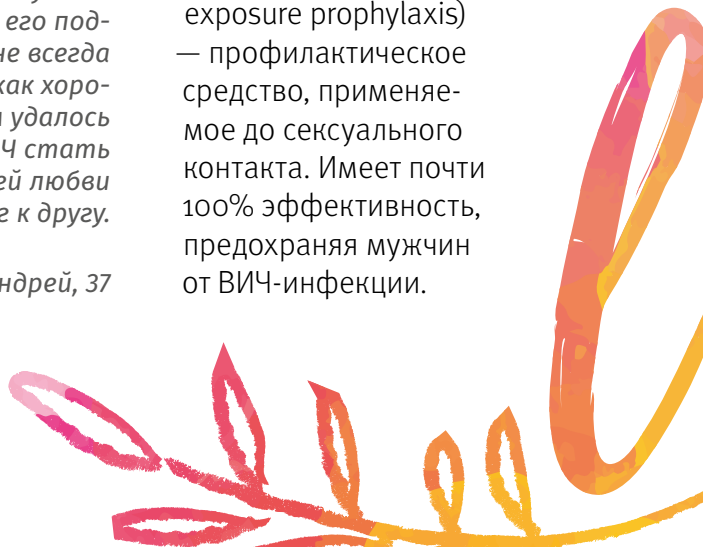 его под-
не всегда
как хоро-
удалось
Ч стать
ей любви
к другу.
ндрей, 37
exposure prophylaxis)
— профилактическое
средство, применяе-
мое до сексуального
контакта. Имеет почти
100% эффективность,
предохраняя мужчин
от ВИЧ-инфекции.